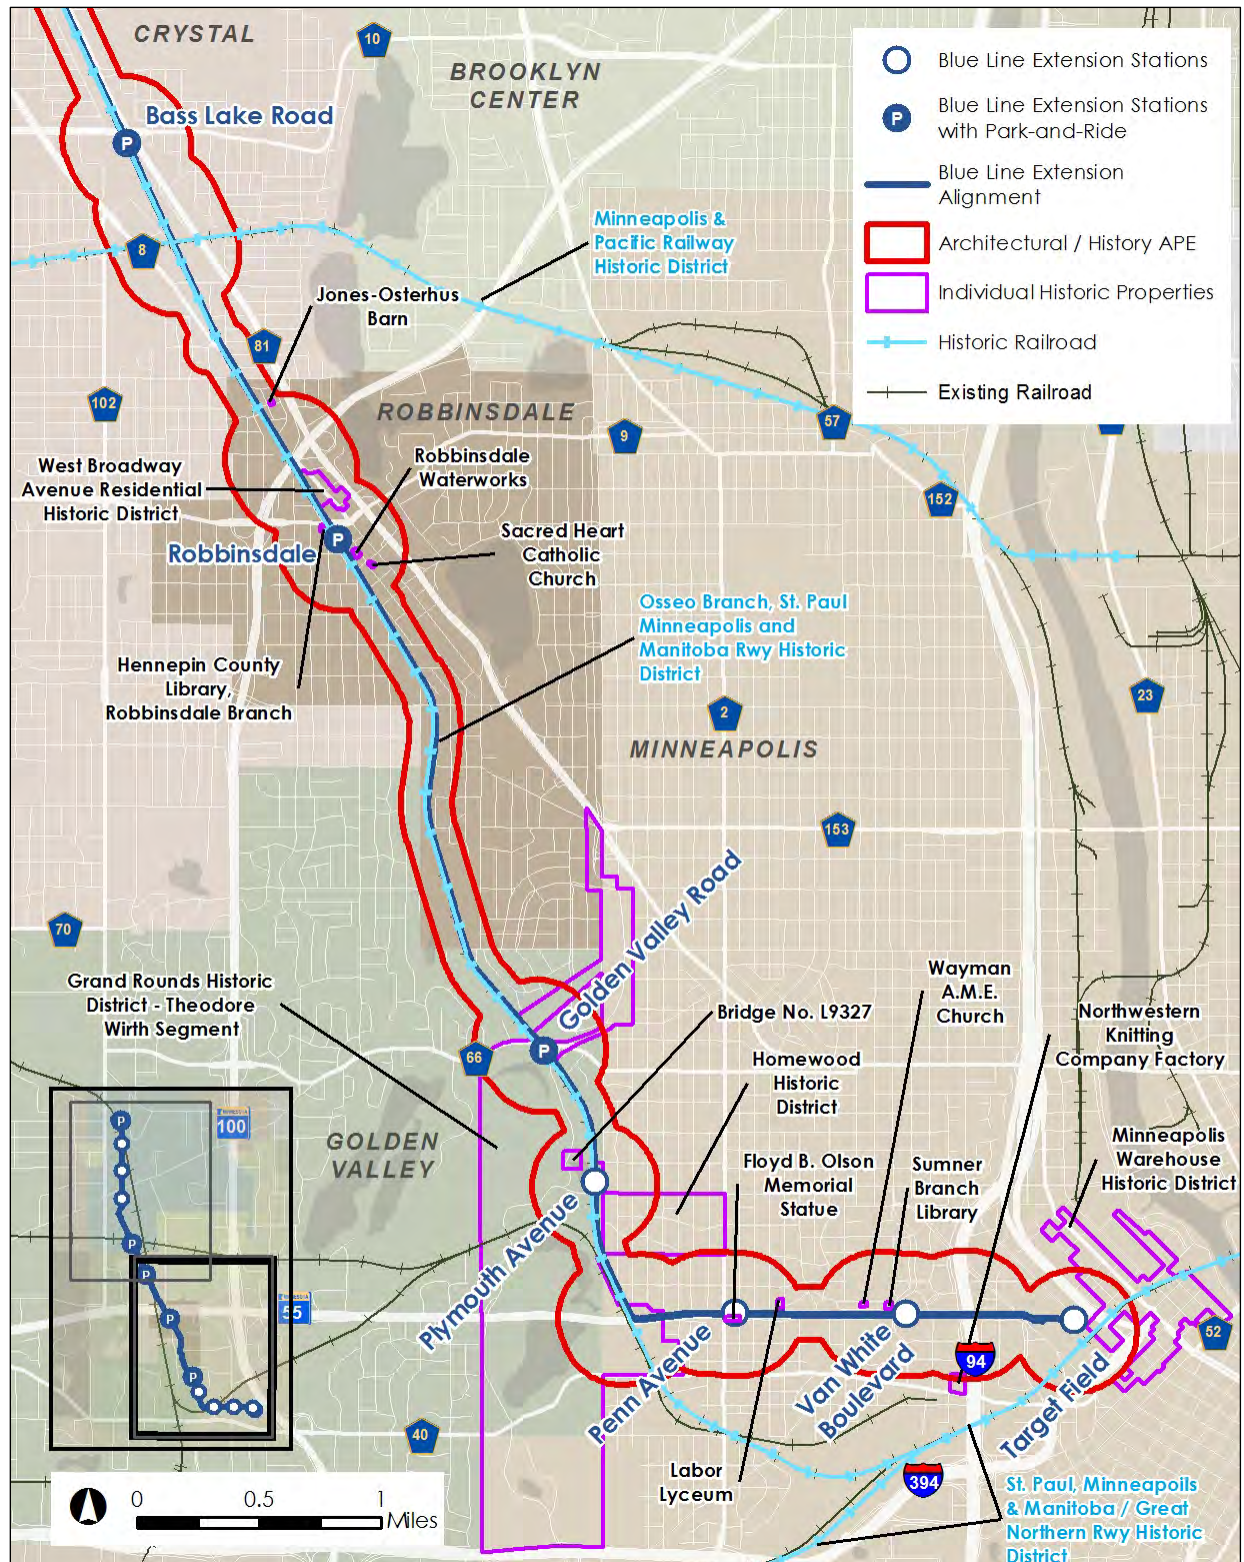 CRYSTAL
10
BROOKLYN
CENTER
Bass Lake Road
P
8
Minneapolis &
Pacific Railway
Historic District
Blue Line Extension Stations
P
Blue Line Extension Stations
with Park-and-Ride
Blue Line Extension
Alignment
Architectural / History APE
Individual Historic Properties
Historic Railroad
Existing Railroad
Jones-Osterhus
Barn
81
102
ROBBINSDALE
9
57
152
West Broadway
Avenue Residential
Historic District
Robbinsdale
Waterworks
Robbinsdale
P
Sacred Heart
Catholic
Church
Hennepin County
Library,
Robbinsdale Branch
Osseo Branch, St. Paul
Minneapolis and
Manitoba Rwy Historic
District
2
23
MINNEAPOLIS
153
70
Golden Valley Road
P
66
Grand Rounds Historic
District - Theodore
Wirth Segment
Bridge No. L9327
Wayman
A.M.E.
Church
Northwestern
Knitting
Company Factory
Homewood
Historic
District
GOLDEN
VALLEY
Floyd B. Olson
Memorial
Statue
Sumner
Branch
Library
Minneapolis
Warehouse
Historic District
Plymouth Avenue
Penn Avenue
Van White
Boulevard
Target Field
94
52
40
394
Labor
Lyceum
St. Paul, Minneapoils
& Manitoba / Great
Northern Rwy Historic
District
P
100
P
P
55
P
P
0 0.5 1
Miles